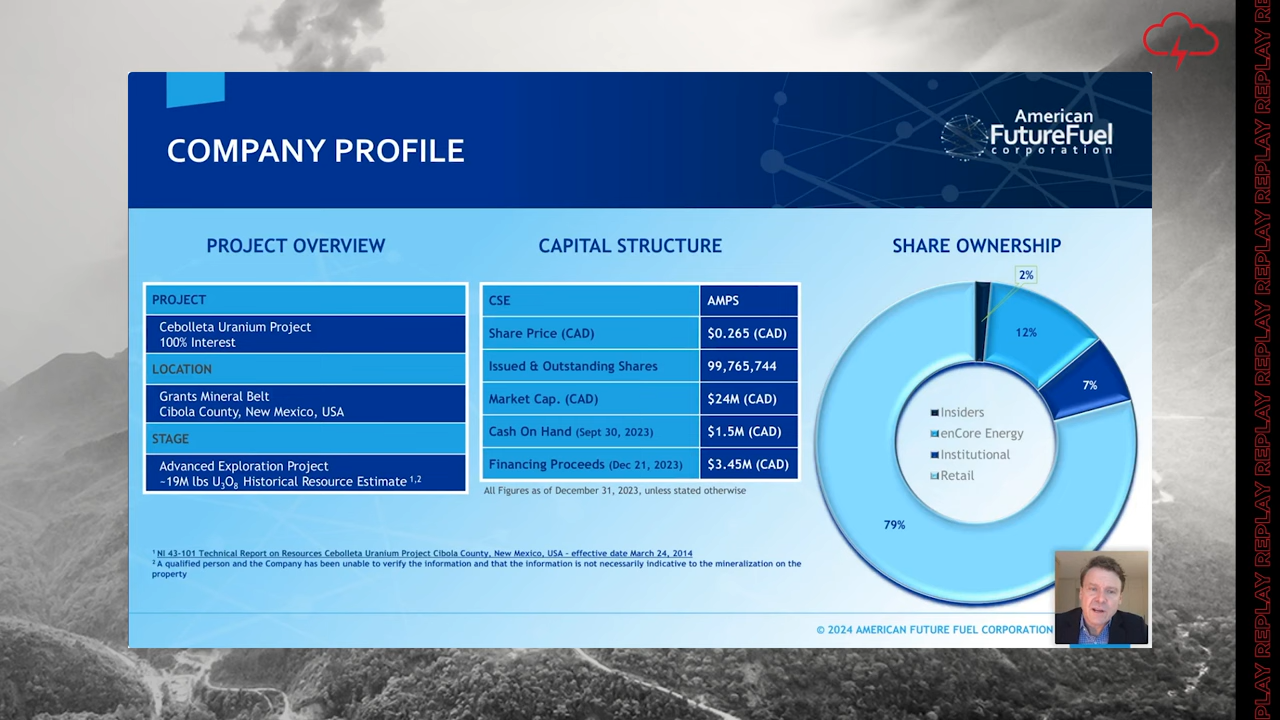 COMPANY PROFILE
American
FutureFuel
corporation
PROJECT OVERVIEW
PROJECT
Cebolleta Uranium Project
100% Interest
LOCATION
Grants Mineral Belt
Cibola County, New Mexico, USA
STAGE
Advanced Exploration Project
~19M lbs U₃O₈ Historical Resource Estimate ¹,²
CAPITAL STRUCTURE
CSE AMPS
Share Price (CAD) $0.265 (CAD)
Issued & Outstanding Shares 99,765,744
Market Cap. (CAD) $24M (CAD)
Cash On Hand (Sept 30, 2023) $1.5M (CAD)
Financing Proceeds (Dec 21, 2023) $3.45M (CAD)
All Figures as of December 31, 2023, unless stated otherwise
SHARE OWNERSHIP
2%
12%
7%
Insiders
enCore Energy
Institutional
Retail
79%
¹ NI 43-101 Technical Report on Resources Cebolleta Uranium Project Cibola County, New Mexico, USA - effective date March 24, 2014
² A qualified person and the Company has been unable to verify the information and that the information is not necessarily indicative to the mineralization on the
property
© 2024 AMERICAN FUTURE FUEL CORPORATION
REPLAY REPLAY REPLAY REPLAY REPLAY REPLAY REPLAY REPLAY